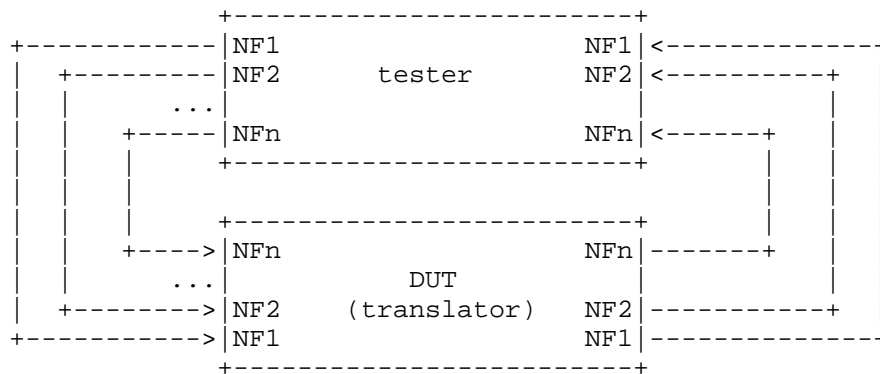 NF1 NF1
NF2 tester NF2
...
NFn NFn
NFn NFn
... DUT
NF2 (translator) NF2
NF1 NF1